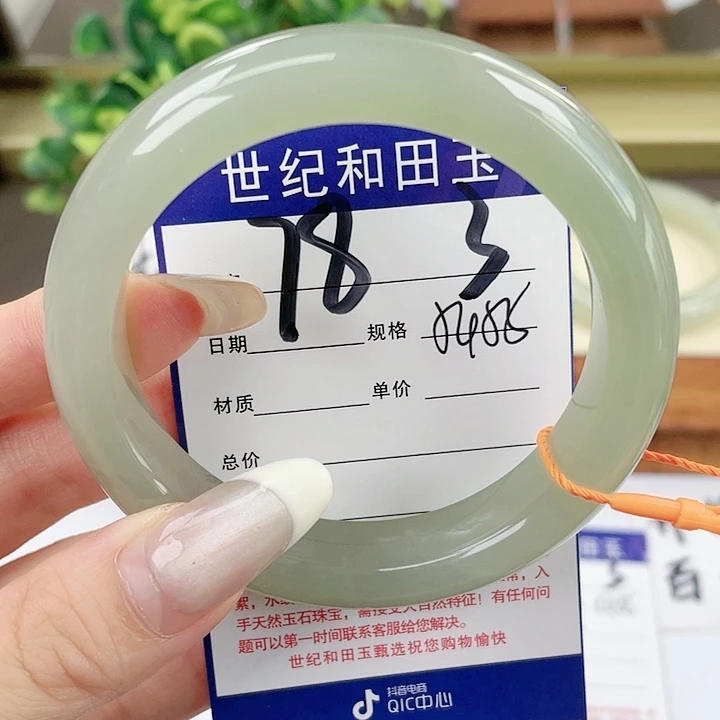 世纪和田玉
78 3
日期 规格
材质 单价
总价
絮，
手天然玉石珠宝，需接受大自然特征！有任何问
题可以第一时间联系客服给您解决。
世纪和田玉甄选祝您购物愉快
抖音电商
QIC中心
百